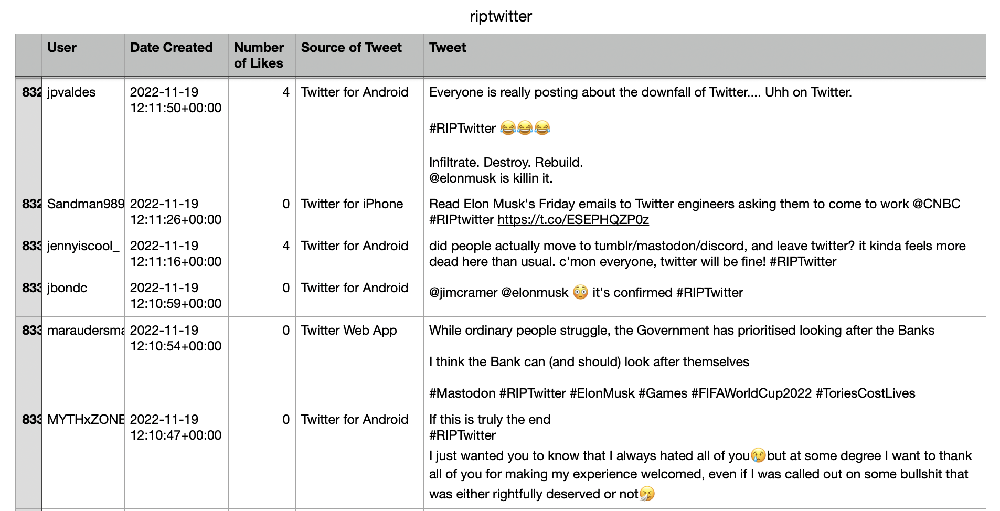 riptwitter
User Date Created Number of Likes Source of Tweet Tweet
832 jpvaldes 2022-11-19 12:11:50+00:00 4 Twitter for Android Everyone is really posting about the downfall of Twitter.... Uhh on Twitter.
#RIPTwitter 😂😂😂
Infiltrate. Destroy. Rebuild.
@elonmusk is killin it.
832 Sandman989 2022-11-19 12:11:26+00:00 0 Twitter for iPhone Read Elon Musk's Friday emails to Twitter engineers asking them to come to work @CNBC
#RIPtwitter https://t.co/ESEPHQZP0z
833 jennyiscool_ 2022-11-19 12:11:16+00:00 4 Twitter for Android did people actually move to tumblr/mastodon/discord, and leave twitter? it kinda feels more
dead here than usual. c'mon everyone, twitter will be fine! #RIPTwitter
833 jbondc 2022-11-19 12:10:59+00:00 0 Twitter for Android @jimcramer @elonmusk 😳 it's confirmed #RIPTwitter
833 maraudersma 2022-11-19 12:10:54+00:00 0 Twitter Web App While ordinary people struggle, the Government has prioritised looking after the Banks
I think the Bank can (and should) look after themselves
#Mastodon #RIPTwitter #ElonMusk #Games #FIFAWorldCup2022 #ToriesCostLives
833 MYTHxZONE 2022-11-19 12:10:47+00:00 0 Twitter for Android If this is truly the end
#RIPTwitter
I just wanted you to know that I always hated all of you😢but at some degree I want to thank
all of you for making my experience welcomed, even if I was called out on some bullshit that
was either rightfully deserved or not🤧